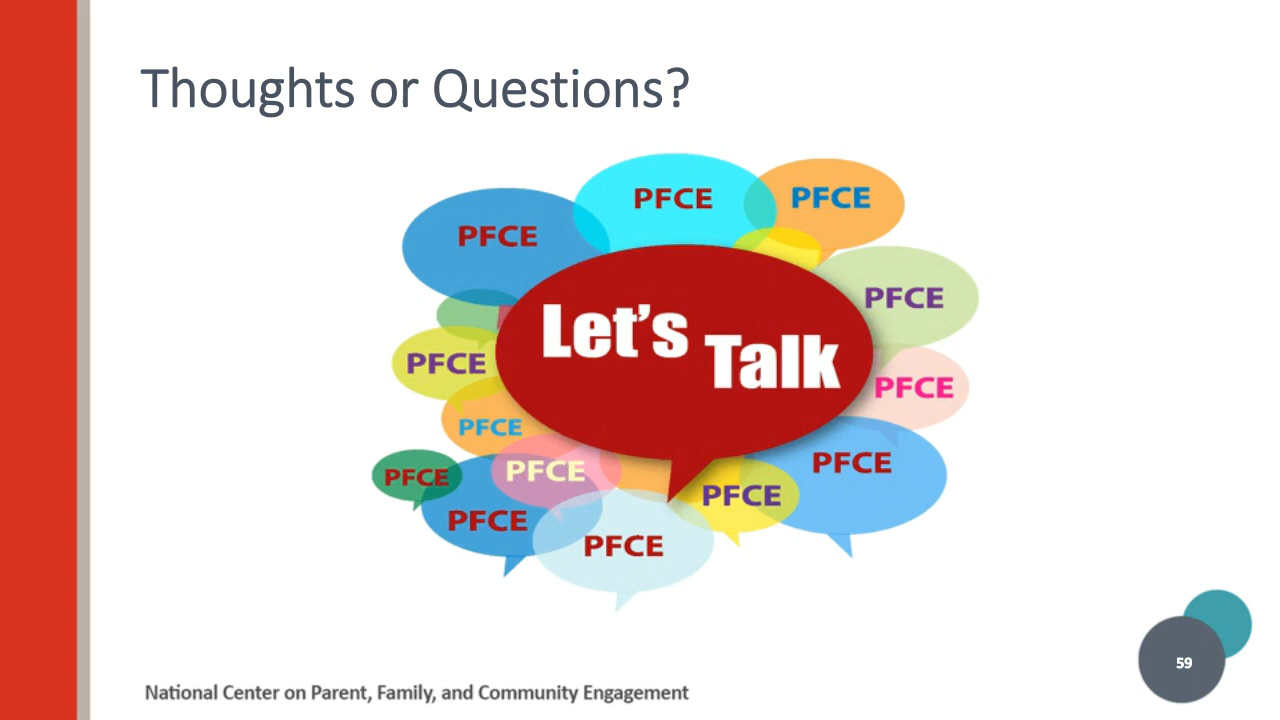 Thoughts or Questions?
PFCE
PFCE
PFCE
PFCE
Let's
Talk
PFCE
PFCE
PFCE
PFCE
PFCE
PFCE
PFCE
PFCE
PFCE
59
National Center on Parent, Family, and Community Engagement